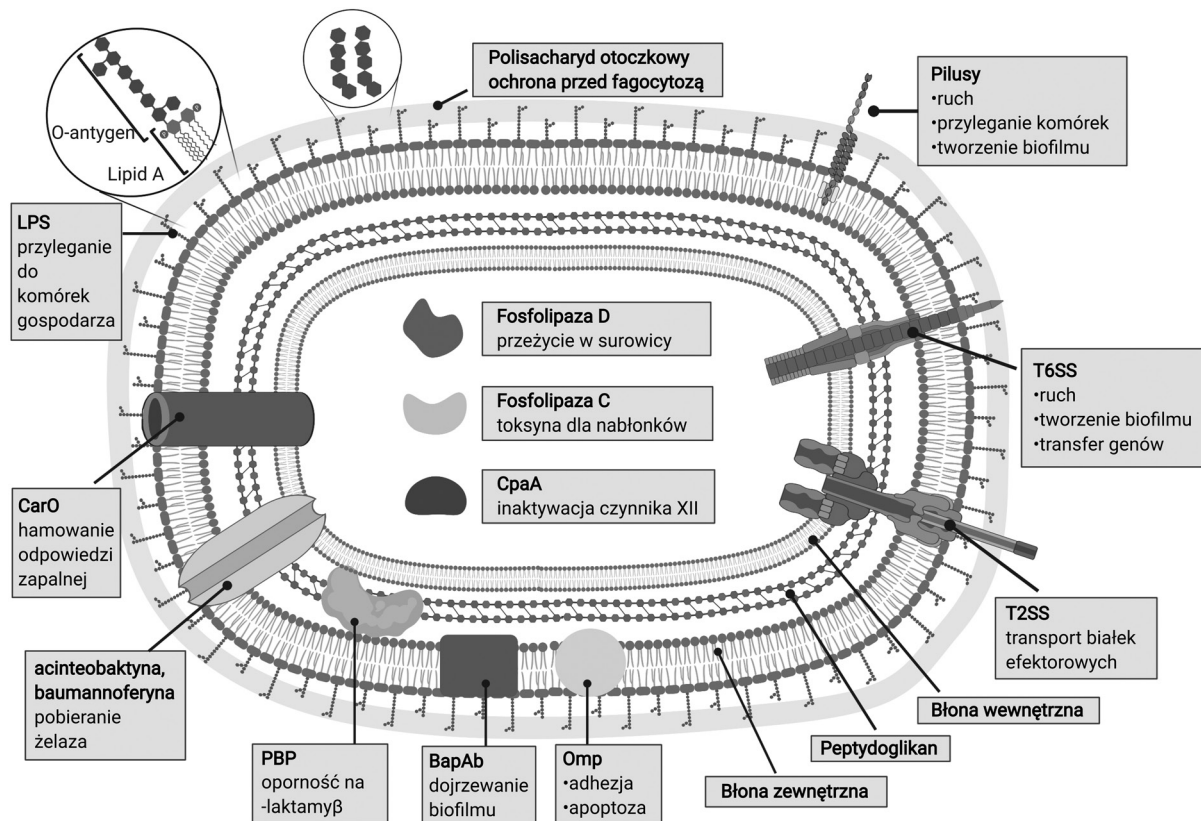 O-antygen
Lipid A
Polisacharyd otoczkowy
ochrona przed fagocytozą
Pilusy
•ruch
•przyleganie komórek
•tworzenie biofilmu
LPS
przyleganie
do
komórek
gospodarza
Fosfolipaza D
przeżycie w surowicy
Fosfolipaza C
toksyna dla nabłonków
CpaA
inaktywacja czynnika XII
T6SS
•ruch
•tworzenie biofilmu
•transfer genów
CarO
hamowanie
odpowiedzi
zapalnej
T2SS
transport białek
efektorowych
acinteobaktyna,
baumannoferyna
pobieranie
żelaza
PBP
oporność na
-laktamyβ
BapAb
dojrzewanie
biofilmu
Omp
•adhezja
•apoptoza
Błona zewnętrzna
Peptydoglikan
Błona wewnętrzna